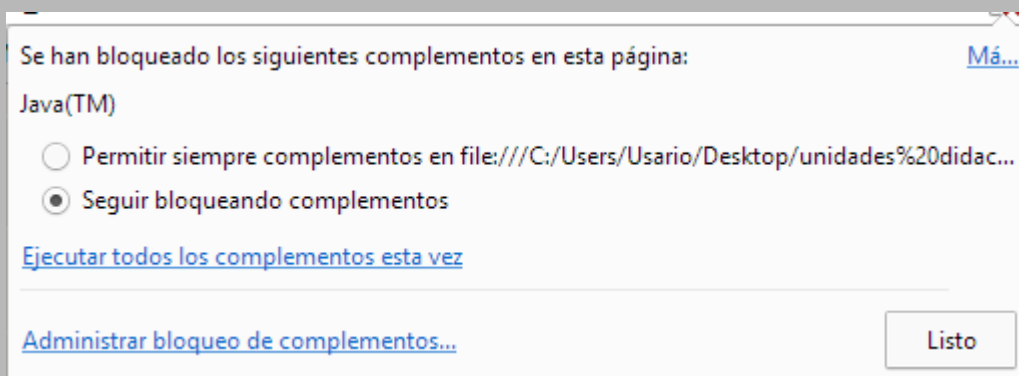 Se han bloqueado los siguientes complementos en esta página:
Má...
Java(TM)
Permitir siempre complementos en file:///C:/Users/Usario/Desktop/unidades%20didac...
Seguir bloqueando complementos
Ejecutar todos los complementos esta vez
Administrar bloqueo de complementos...
Listo